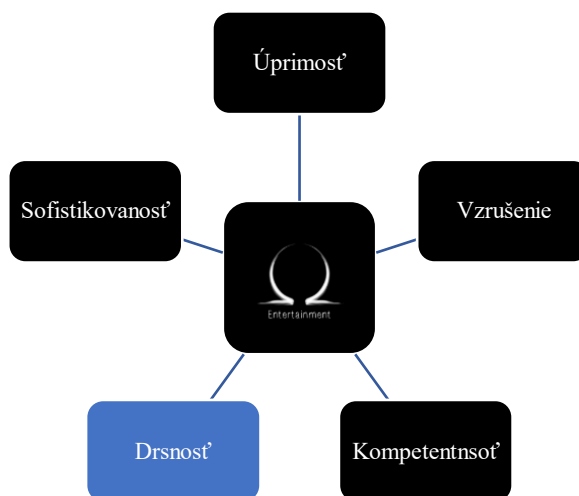 Úprimosť
Sofistikovanosť
Vzrušenie
Entertainment
Drsnosť
Kompetentnsoť